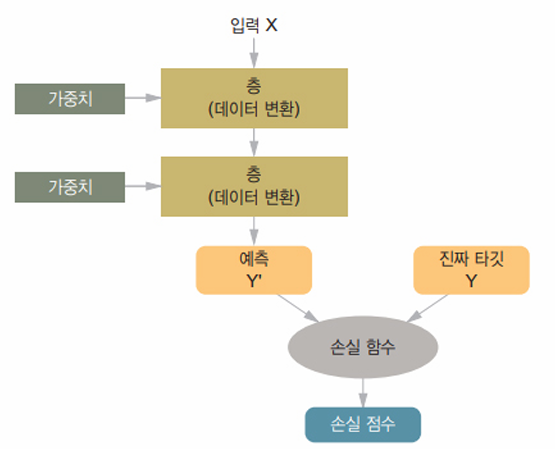 입력 X
가중치
층
(데이터 변환)
가중치
층
(데이터 변환)
예측
Y'
진짜 타깃
Y
손실 함수
손실 점수